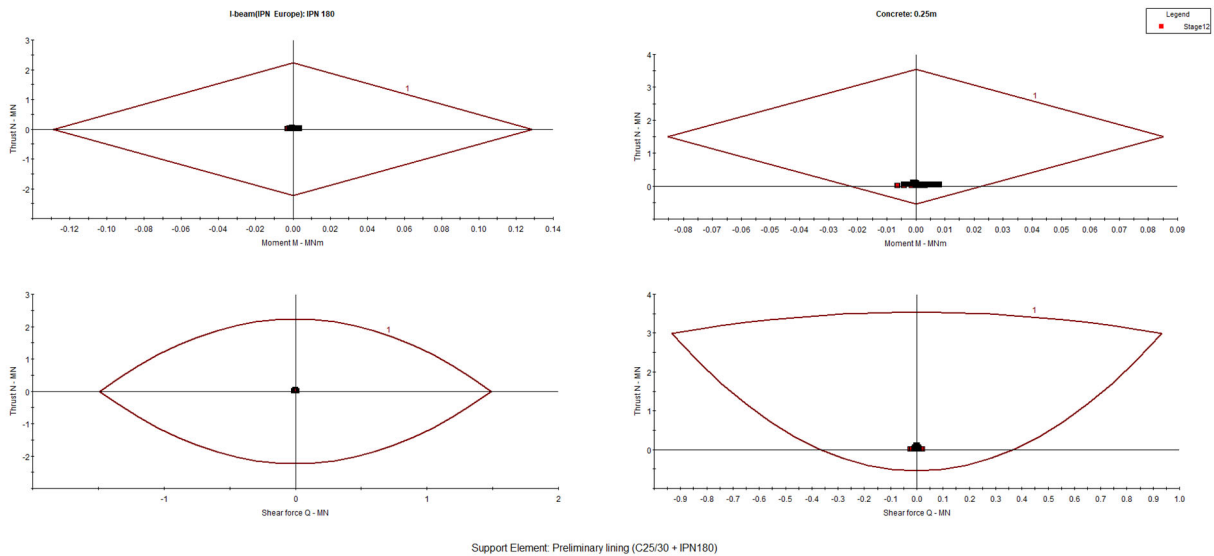 I-beam(IPN Europe): IPN 180
Concrete: 0.25m
Legend
Stage12
3
2
1
0
-1
-2
Thrust N - MN
1
-0.12 -0.10 -0.08 -0.06 -0.04 -0.02 0.00 0.02 0.04 0.06 0.08 0.10 0.12 0.14
Moment M - MNm
4
3
2
1
0
Thrust N - MN
1
-0.08 -0.07 -0.06 -0.05 -0.04 -0.03 -0.02 -0.01 0.00 0.01 0.02 0.03 0.04 0.05 0.06 0.07 0.08 0.09
Moment M - MNm
3
2
1
0
-1
-2
Thrust N - MN
1
-1 0 1 2
Shear force Q - MN
4
3
2
1
0
Thrust N - MN
1
-0.9 -0.8 -0.7 -0.6 -0.5 -0.4 -0.3 -0.2 -0.1 0.0 0.1 0.2 0.3 0.4 0.5 0.6 0.7 0.8 0.9 1.0
Shear force Q - MN
Support Element: Preliminary lining (C25/30 + IPN180)